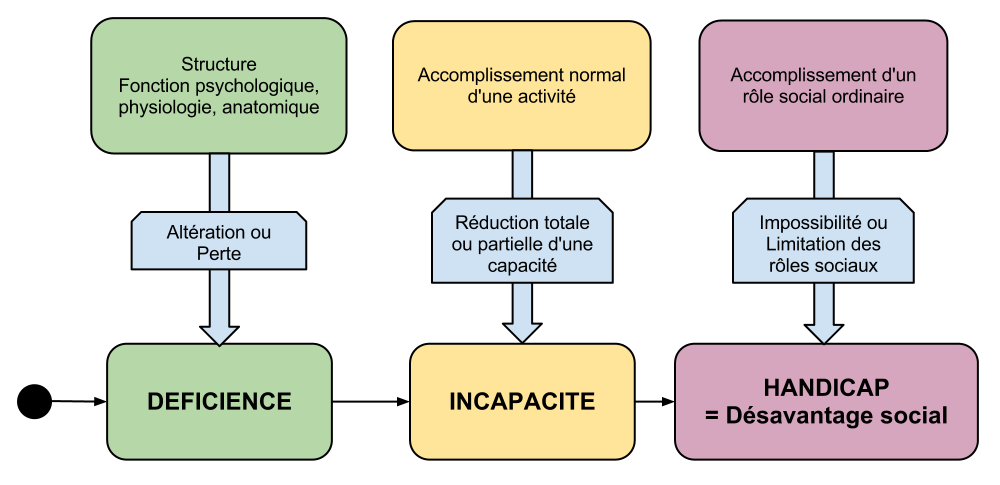 Structure
Fonction psychologique,
physiologie, anatomique
Accomplissement normal
d'une activité
Accomplissement d'un
rôle social ordinaire
Altération ou
Perte
Réduction totale
ou partielle d'une
capacité
Impossibilité ou
Limitation des
rôles sociaux
DEFICIENCE
INCAPACITE
HANDICAP
= Désavantage social